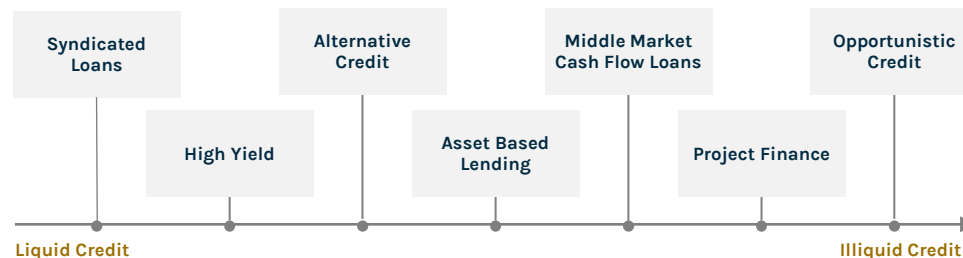 Syndicated
Loans
High Yield
Alternative
Credit
Asset Based
Lending
Middle Market
Cash Flow Loans
Project Finance
Opportunistic
Credit
Liquid Credit
Illiquid Credit